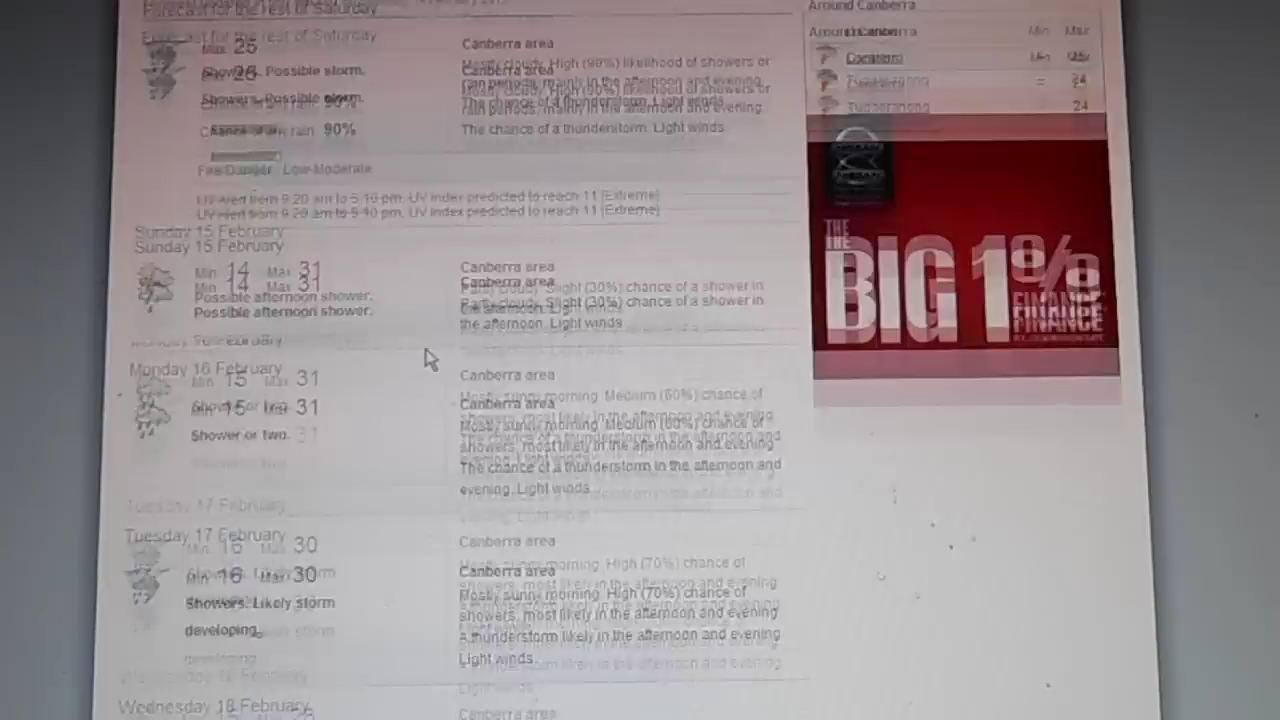 Forecast for the rest of Saturday
Max 26
Showers. Possible storm.
Chance of any rain 90%
Canberra area
Mostly cloudy. High (90%) likelihood of showers or
rain periods, mainly in the afternoon and evening.
The chance of a thunderstorm. Light winds.
Fire Danger Low-Moderate
UV Alert from 9:20 am to 5:10 pm, UV Index predicted to reach 11 [Extreme]
Sunday 15 February
Min 14 Max 31
Possible afternoon shower.
Canberra area
Partly cloudy. Slight (30%) chance of a shower in
the afternoon. Light winds.
Monday 16 February
Min 15 Max 31
Shower or two.
Canberra area
Mostly sunny morning. Medium (60%) chance of
showers, most likely in the afternoon and evening.
The chance of a thunderstorm in the afternoon and
evening. Light winds.
Tuesday 17 February
Min 16 Max 30
Showers. Likely storm
developing.
Canberra area
Mostly sunny morning. High (70%) chance of
showers, most likely in the afternoon and evening.
A thunderstorm likely in the afternoon and evening.
Light winds.
Wednesday 18 February
Canberra area
Around Canberra
Min Max
Canberra
Tuggeranong
24
NISSAN
THE
BIG 1%
FINANCE